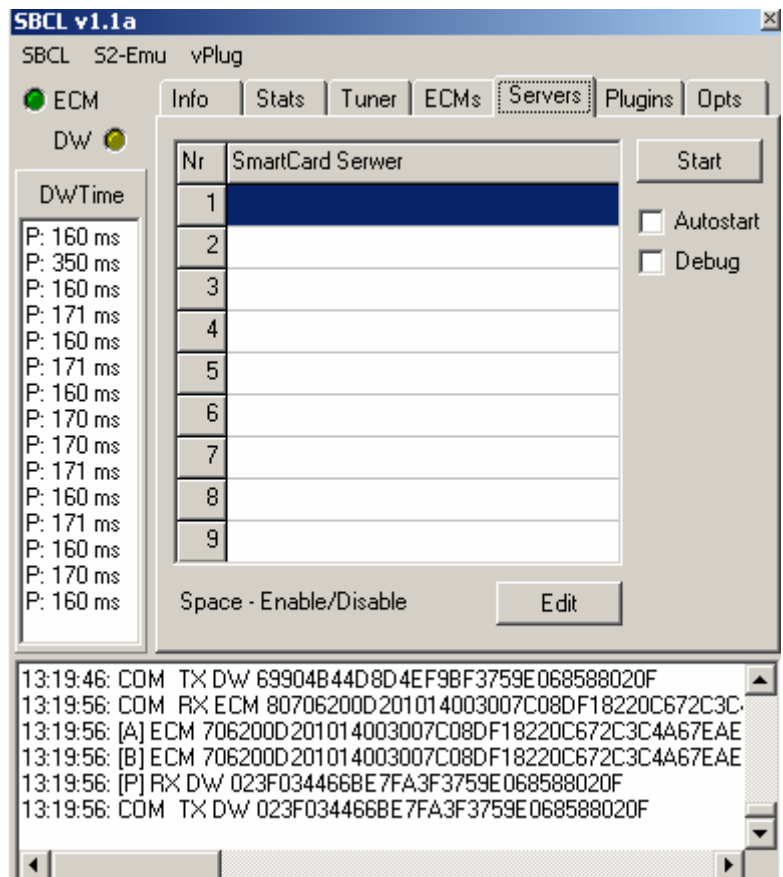 SBCL v1.1a
SBCL S2-Emu vPlug
ECM
DW
Info Stats Tuner ECMs Servers Plugins Opts
DWTime
P: 160 ms
P: 350 ms
P: 160 ms
P: 171 ms
P: 160 ms
P: 171 ms
P: 160 ms
P: 170 ms
P: 170 ms
P: 171 ms
P: 160 ms
P: 171 ms
P: 160 ms
P: 170 ms
P: 160 ms
Nr SmartCard Serwer
1
2
3
4
5
6
7
8
9
Start
Autostart
Debug
Space - Enable/Disable
Edit
13:19:46: COM TX DW 69904B44D8D4EF9BF3759E068588020F
13:19:56: COM RX ECM 80706200D201014003007C08DF18220C672C3C
13:19:56: [A] ECM 706200D201014003007C08DF18220C672C3C4A67EAE
13:19:56: [B] ECM 706200D201014003007C08DF18220C672C3C4A67EAE
13:19:56: [P] RX DW 023F034466BE7FA3F3759E068588020F
13:19:56: COM TX DW 023F034466BE7FA3F3759E068588020F